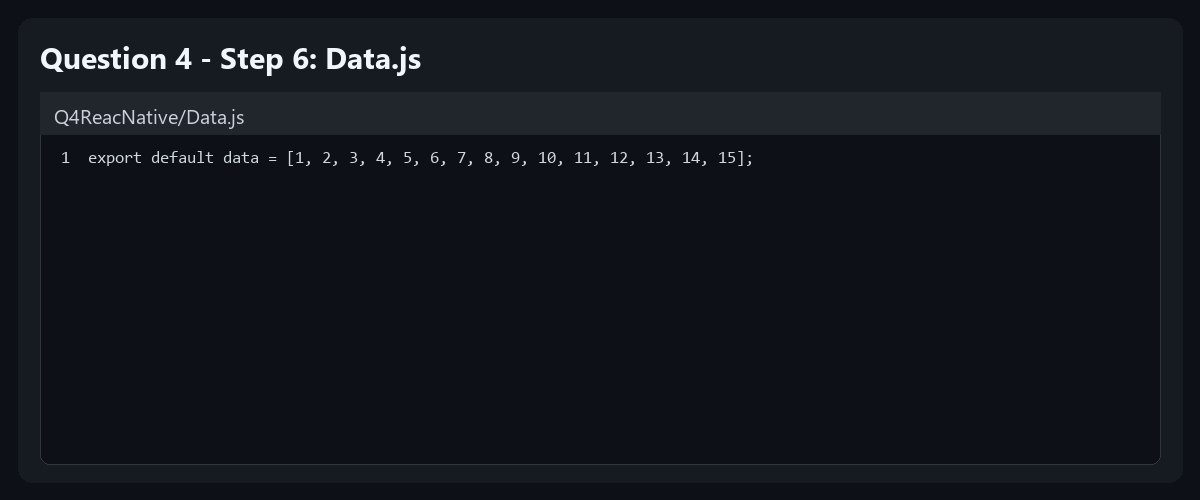 Question 4 - Step 6: Data.js
Q4ReacNative/Data.js
1 export default data = [1, 2, 3, 4, 5, 6, 7, 8, 9, 10, 11, 12, 13, 14, 15];